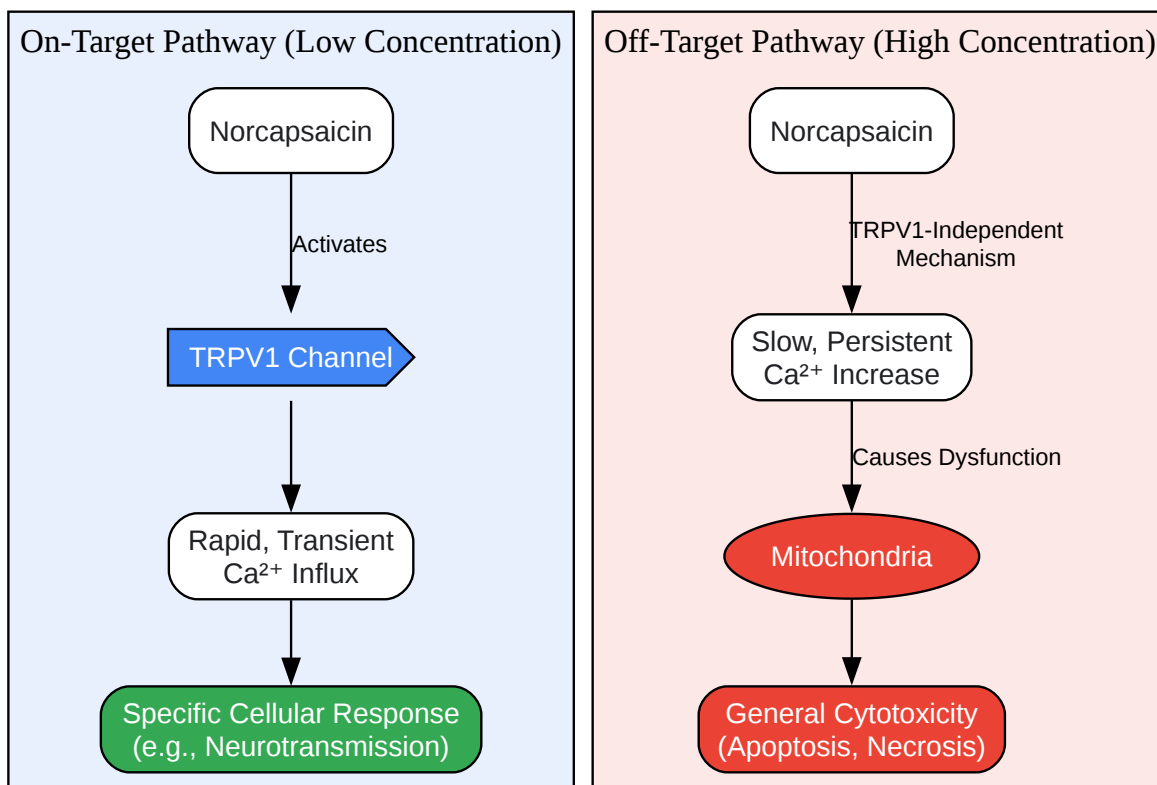 On-Target Pathway (Low Concentration)
Norcapsaicin
Activates
TRPV1 Channel
Rapid, Transient
Ca²⁺ Influx
Specific Cellular Response
(e.g., Neurotransmission)
Off-Target Pathway (High Concentration)
Norcapsaicin
TRPV1-Independent
Mechanism
Slow, Persistent
Ca²⁺ Increase
Causes Dysfunction
Mitochondria
General Cytotoxicity
(Apoptosis, Necrosis)